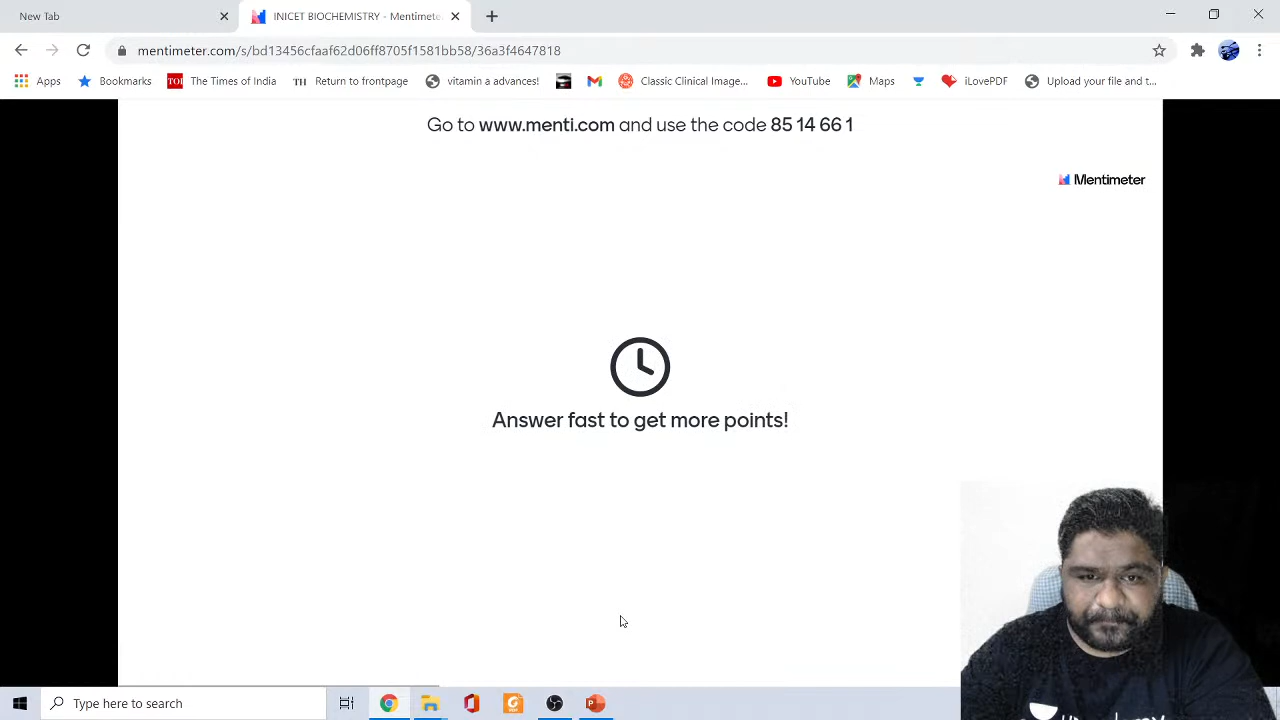 New Tab
INICET BIOCHEMISTRY - Mentimete
mentimeter.com/s/bd13456cfaaf62d06ff8705f1581bb58/36a3f4647818
Apps
Bookmarks
TOI The Times of India
TH Return to frontpage
Vitamin a advances!
Classic Clinical Image...
YouTube
Maps
iLovePDF
Upload your file and t...
Go to www.menti.com and use the code 85 14 66 1
Mentimeter
Answer fast to get more points!
Type here to search